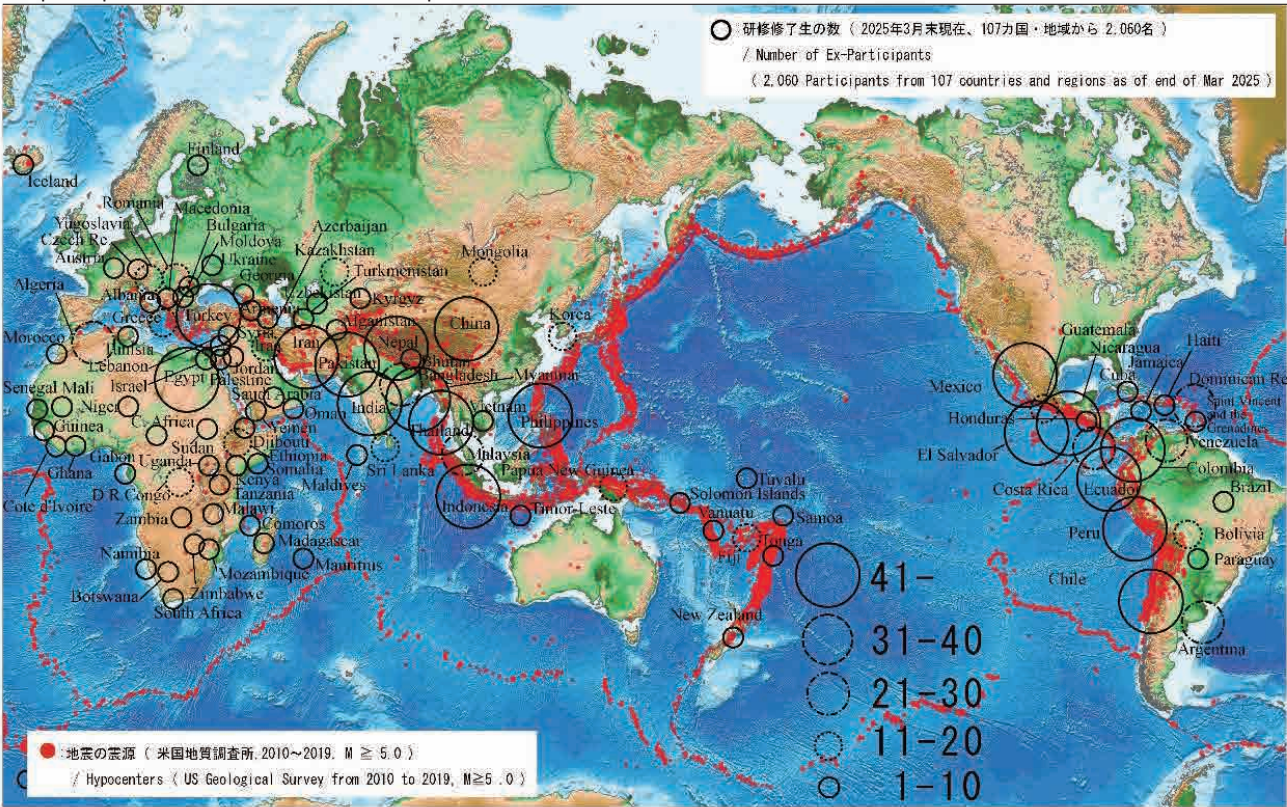 研修修了生の数 ( 2025年3月末現在、107カ国・地域から 2,060名 )
/ Number of Ex-Participants
( 2,060 Participants from 107 countries and regions as of end of Mar 2025 )
Finland
Iceland
Romania
Macedonia
Yugoslavia
Bulgaria
Azerbaijan
Czech Re.
Moldova
Kazakhstan
Mongolia
Austria
Ukraine
Turkmenistan
Algeria
Georgia
Albania
Uzbekistan
Kyrgyz
Greece
Turkey
Afganistan
China
Korea
Morocco
Tunisia
Syria
Iraq
Iran
Nepal
Guatemala
Nicaragua
Haiti
Lebanon
Jordan
Pakistan
Bhutan
Jamaica
Israel
Egypt
Palestine
Bangladesh
Myanmar
Mexico
Cuba
Dominican Re.
Senegal
Mali
Saudi Arabia
Saint Vincent
and the
Grenadines
Niger
Oman
India
Vietnam
Philippines
Honduras
Guinea
C. Africa
Yemen
Thailand
Venezuela
Sudan
Djibouti
Ethiopia
Malaysia
El Salvador
Gabon
Uganda
Somalia
Sri Lanka
Papua New Guinea
Colombia
Ghana
Kenya
Maldives
Tuvalu
Costa Rica
Ecuador
Brazil
Cote d'Ivoire
D R Congo
Tanzania
Solomon Islands
Malawi
Indonesia
Timor-Leste
Vanuatu
Samoa
Zambia
Comoros
Peru
Bolivia
Madagascar
Fiji
Tonga
Namibia
Mauritius
Paraguay
Mozambique
Chile
Botswana
Zimbabwe
South Africa
New Zealand
Argentina
41-
31-40
21-30
11-20
1-10
地震の震源 ( 米国地質調査所, 2010~2019, M ≧ 5.0 )
/ Hypocenters ( US Geological Survey from 2010 to 2019, M≧5.0 )